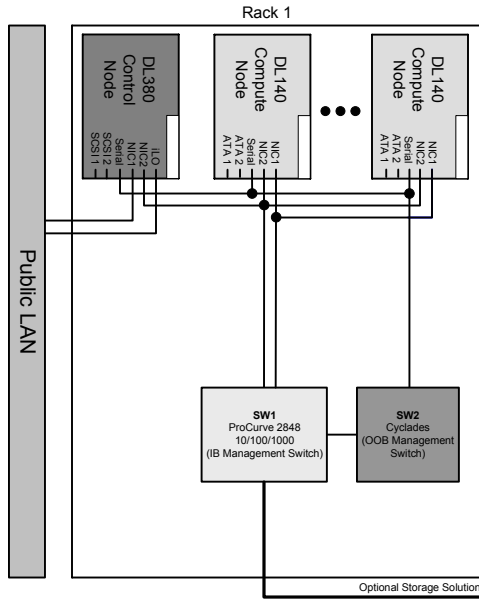 Rack 1
DL380
Control
Node
SCSI 1
SCSI 2
Serial
NIC1
NIC2
iLO
DL140
Compute
Node
ATA 1
ATA 2
Serial
NIC2
NIC1
DL140
Compute
Node
ATA 1
ATA 2
Serial
NIC2
NIC1
Public LAN
SW1
ProCurve 2848
10/100/1000
(IB Management Switch)
SW2
Cyclades
(OOB Management
Switch)
Optional Storage Solution